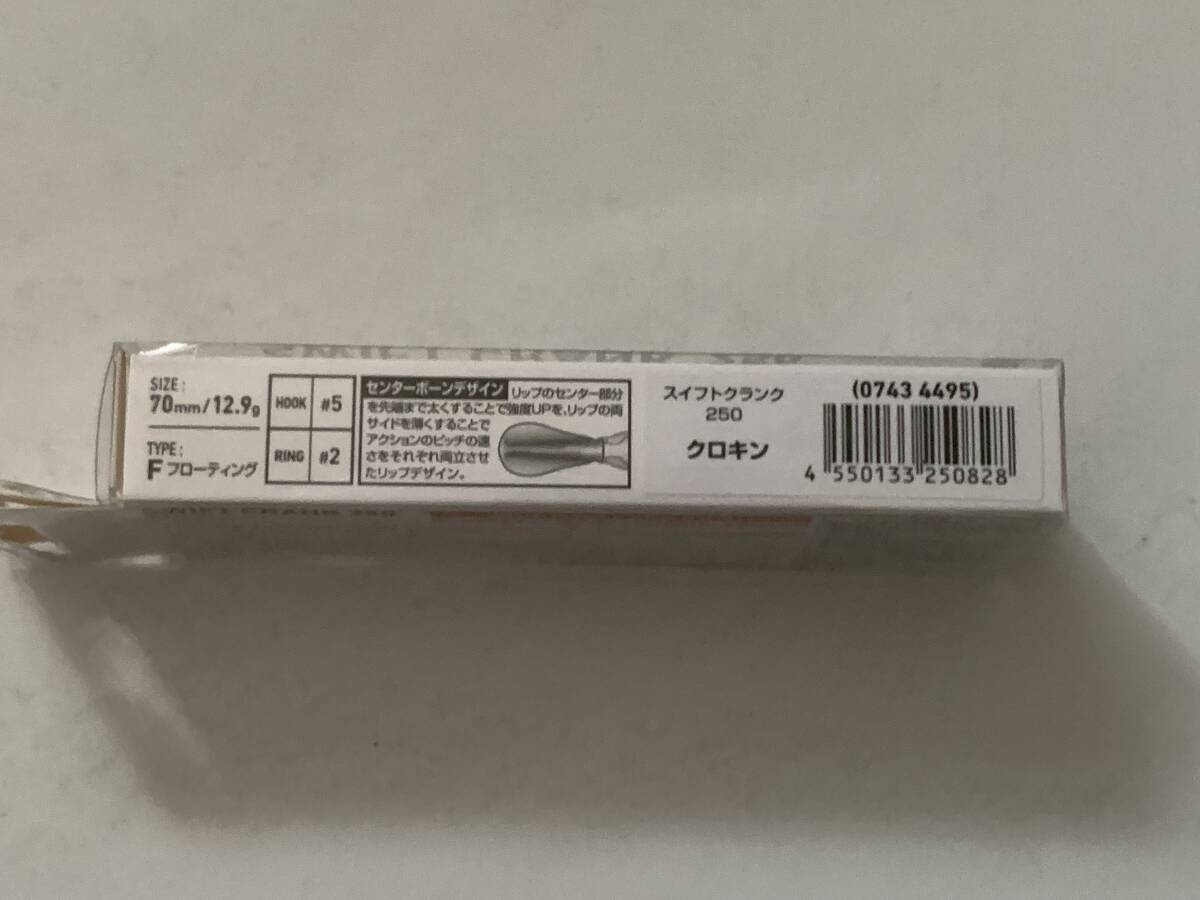 SWIFT CRANK 250
SIZE:
70mm/12.9g
TYPE:
F フローティング
HOOK #5
RING #2
センターボーンデザイン リップのセンター部分
を先端まで太くすることで強度UPを、リップの両
サイドを薄くすることで
アクションのピッチの速
さをそれぞれ両立させ
たリップデザイン。
スイフトクランク
250
クロキン
(0743 4495)
4 550133 250828